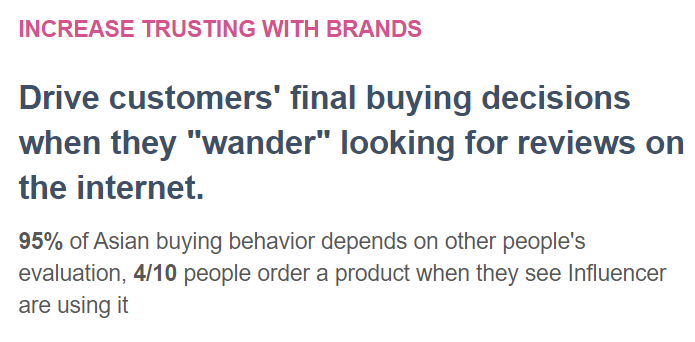 INCREASE TRUSTING WITH BRANDS
Drive customers' final buying decisions
when they "wander" looking for reviews on
the internet.
95% of Asian buying behavior depends on other people's
evaluation, 4/10 people order a product when they see Influencer
are using it